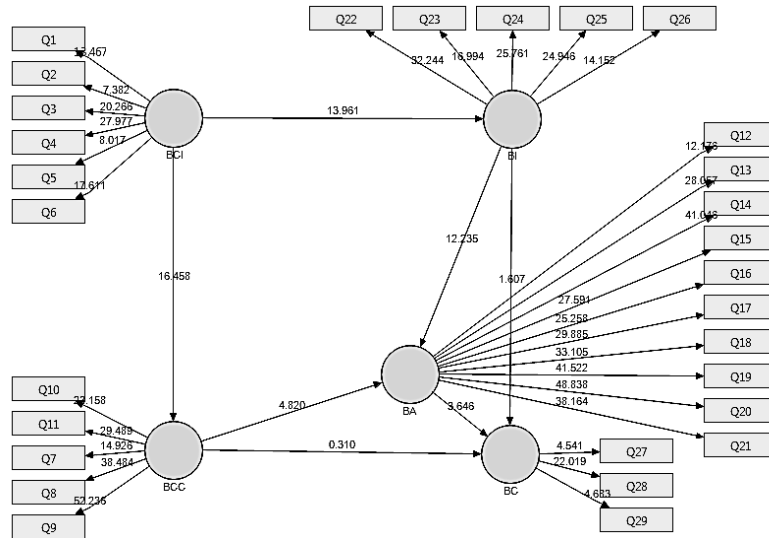 Q22
Q23
Q24
Q25
Q26
32.244
16.994
25.761
24.946
14.152
Q1
Q2
7.382
Q3
20.266
Q4
27.977
Q5
8.017
Q6
17.611
BCI
13.961
BI
Q12
12.176
Q13
Q14
41.046
Q15
27.591
Q16
25.258
Q17
29.885
Q18
33.105
Q19
41.522
Q20
48.838
Q21
38.164
16.458
12.235
1.607
BA
4.820
3.646
0.310
Q10
Q11
29.489
Q7
14.926
Q8
38.484
Q9
52.236
BCC
BC
4.541
Q27
22.019
Q28
4.683
Q29